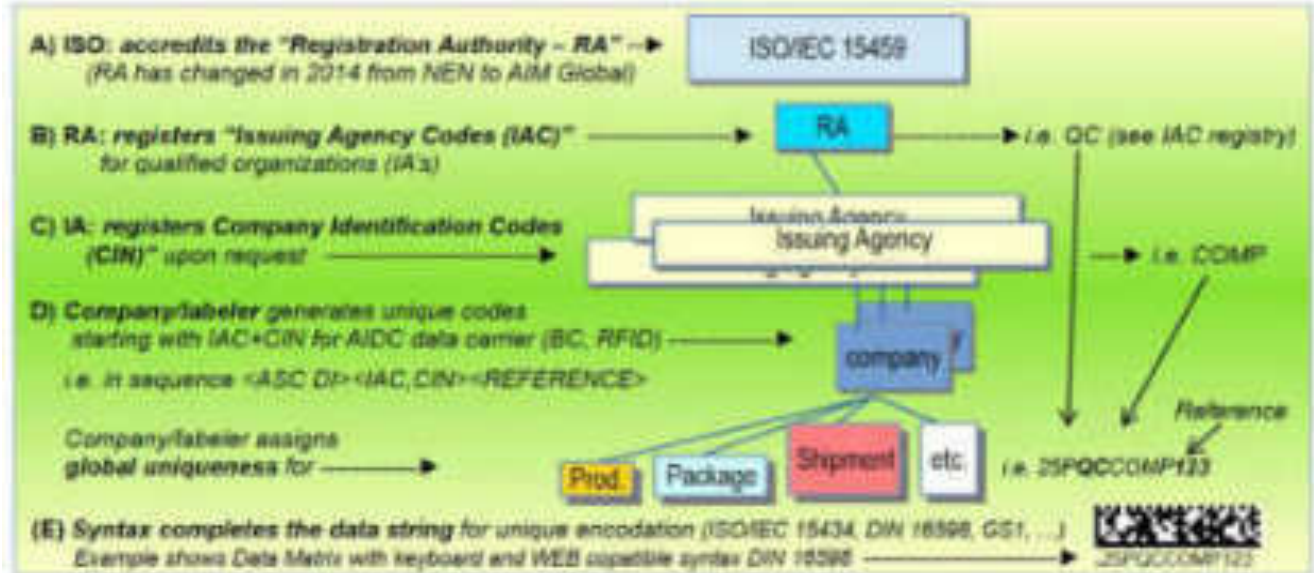 A) ISO: accredits the "Registration Authority – RA"
ISO/IEC 15459
(RA has changed in 2014 from NEN to AIM Global)
B) RA: registers "Issuing Agency Codes (IAC)"
RA
i.e. QC (see IAC registry)
for qualified organizations (IA's)
Issuing Agency
C) IA: registers Company Identification Codes
Issuing Agency
(CIN)" upon request
i.e. COMP
D) Company/labeler generates unique codes
starting with IAC+CIN for AIDC data carrier (BC, RFID)
company
i.e. in sequence <ASC DI><IAC,CIN><REFERENCE>
Reference
Company/labeler assigns
global uniqueness for
Prod.
Package
Shipment
etc.
i.e. 25PQCCOMP123
(E) Syntax completes the data string for unique encodation (ISO/IEC 15434, DIN 16598, GS1, ...)
Example shows Data Matrix with keyboard and WEB copatible syntax DIN 16598
.25PQCCOMP123